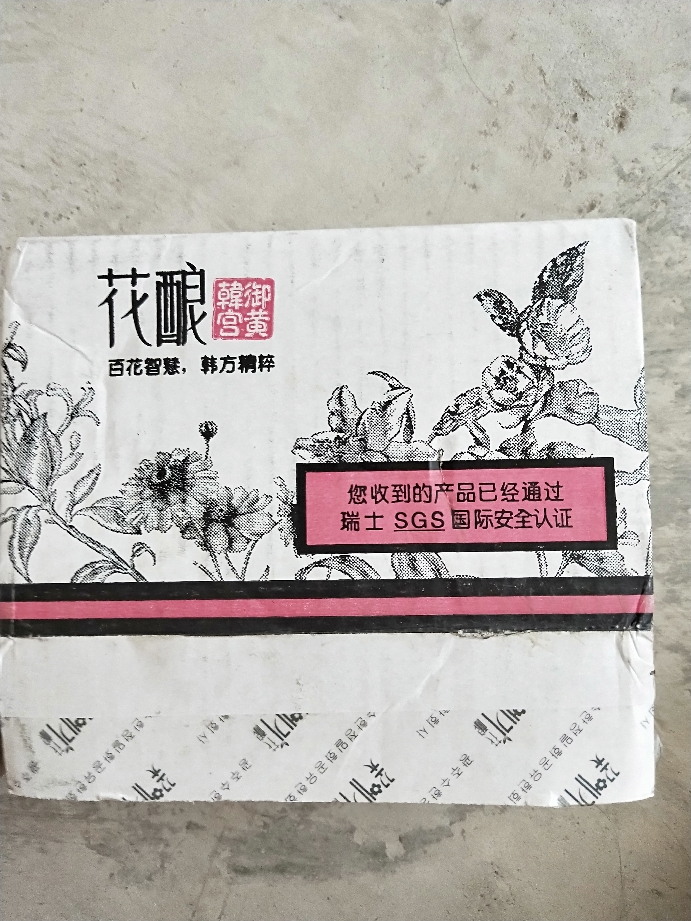 花酿
韓宫
御黄
百花智慧，韩方精粹
您收到的产品已经通过
瑞士 SGS 国际安全认证